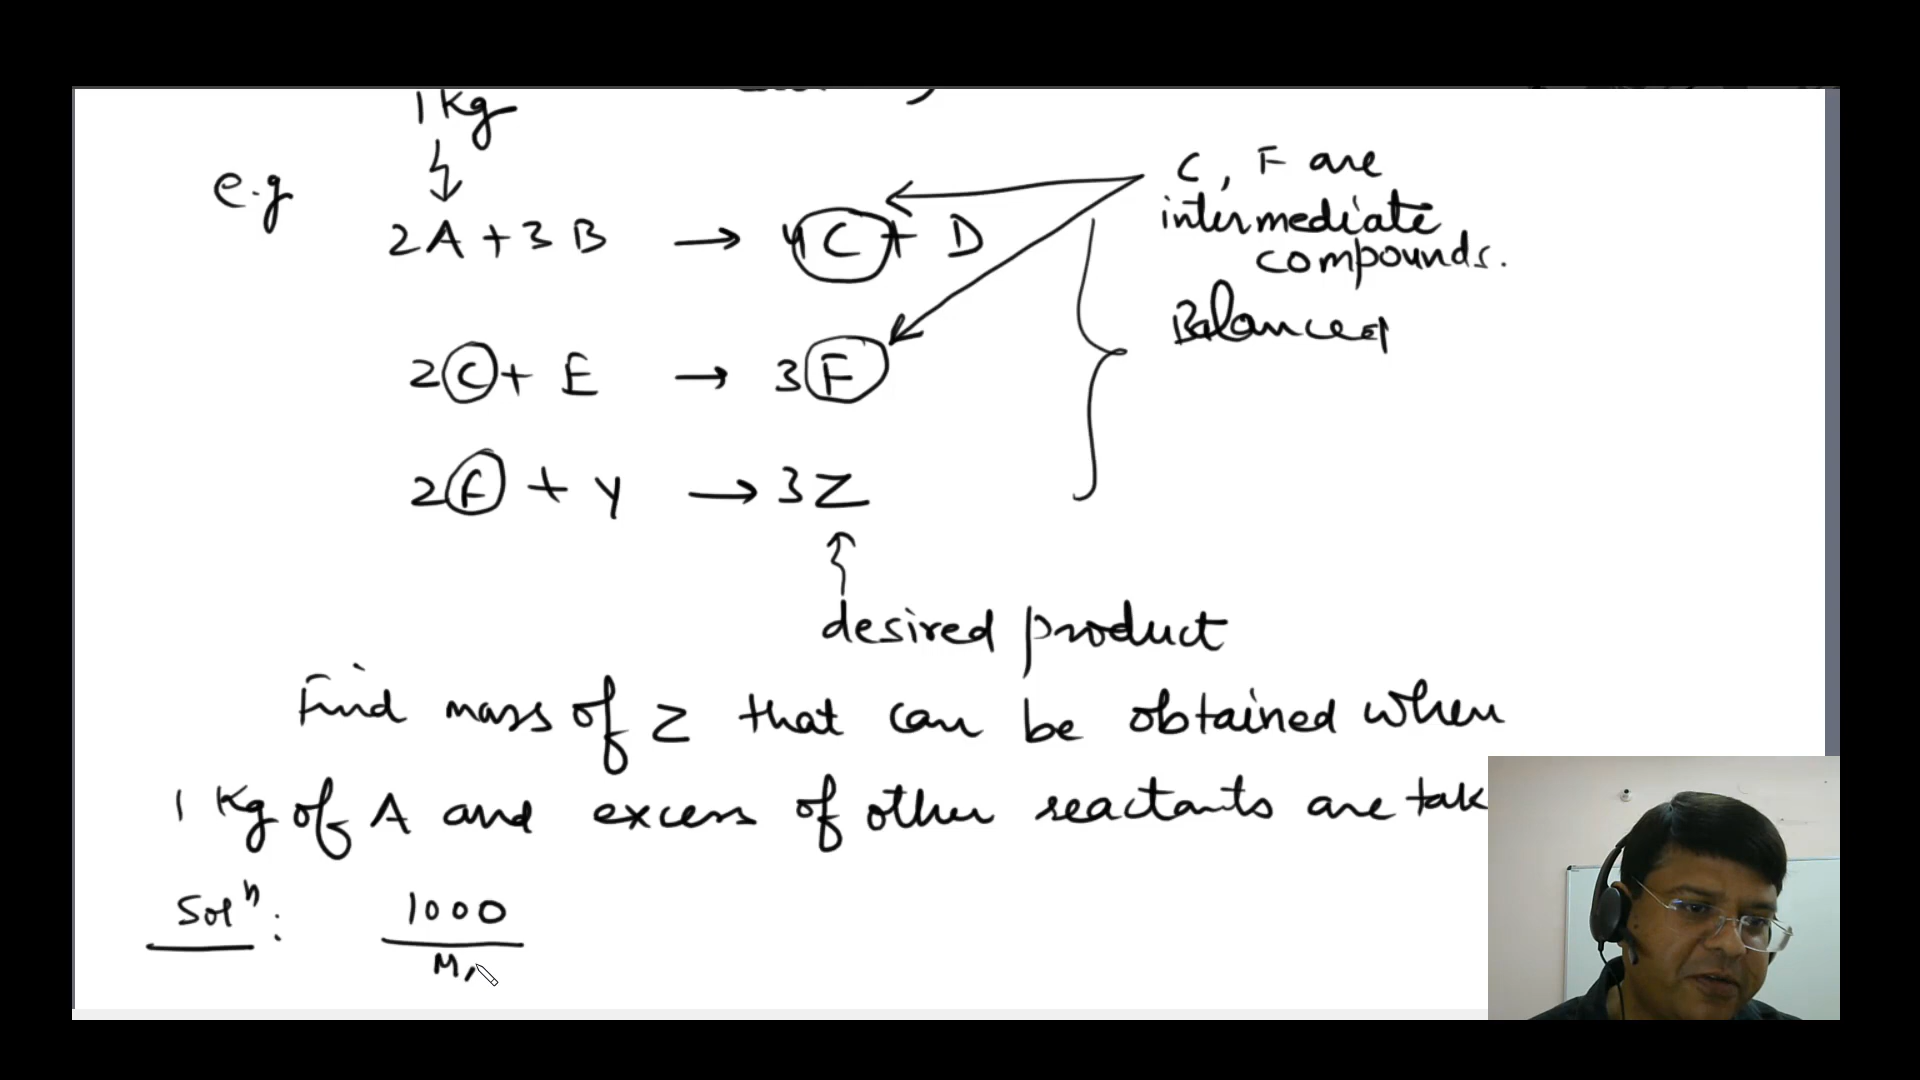 1 Kg
e.g
2A + 3B → 4C + D
C, F are
intermediate
compounds.
Balanced
2C + E → 3F
2F + Y → 3Z
desired product
Find mass of Z that can be obtained when
1 Kg of A and excess of other reactants are tak
Solⁿ : 1000
M